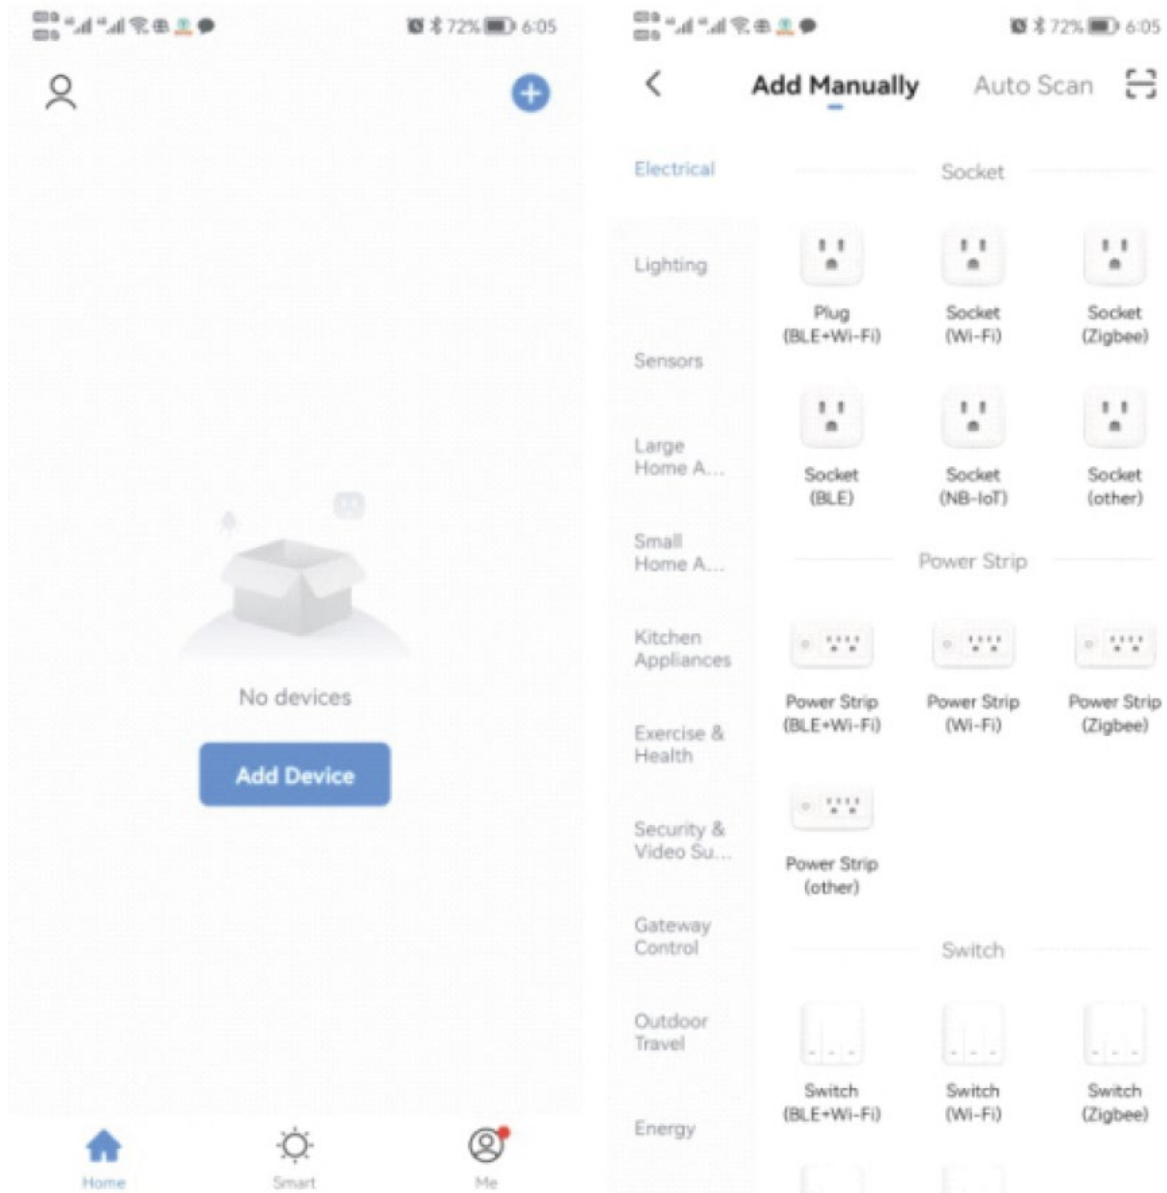 72% 6:05
No devices
Add Device
Home
Smart
Me
72% 6:05
Add Manually
Auto Scan
Electrical
Lighting
Sensors
Large
Home A...
Small
Home A...
Kitchen
Appliances
Exercise &
Health
Security &
Video Su...
Gateway
Control
Outdoor
Travel
Energy
Socket
Plug
(BLE+Wi-Fi)
Socket
(Wi-Fi)
Socket
(Zigbee)
Socket
(BLE)
Socket
(NB-IoT)
Socket
(other)
Power Strip
Power Strip
(BLE+Wi-Fi)
Power Strip
(Wi-Fi)
Power Strip
(Zigbee)
Power Strip
(other)
Switch
Switch
(BLE+Wi-Fi)
Switch
(Wi-Fi)
Switch
(Zigbee)